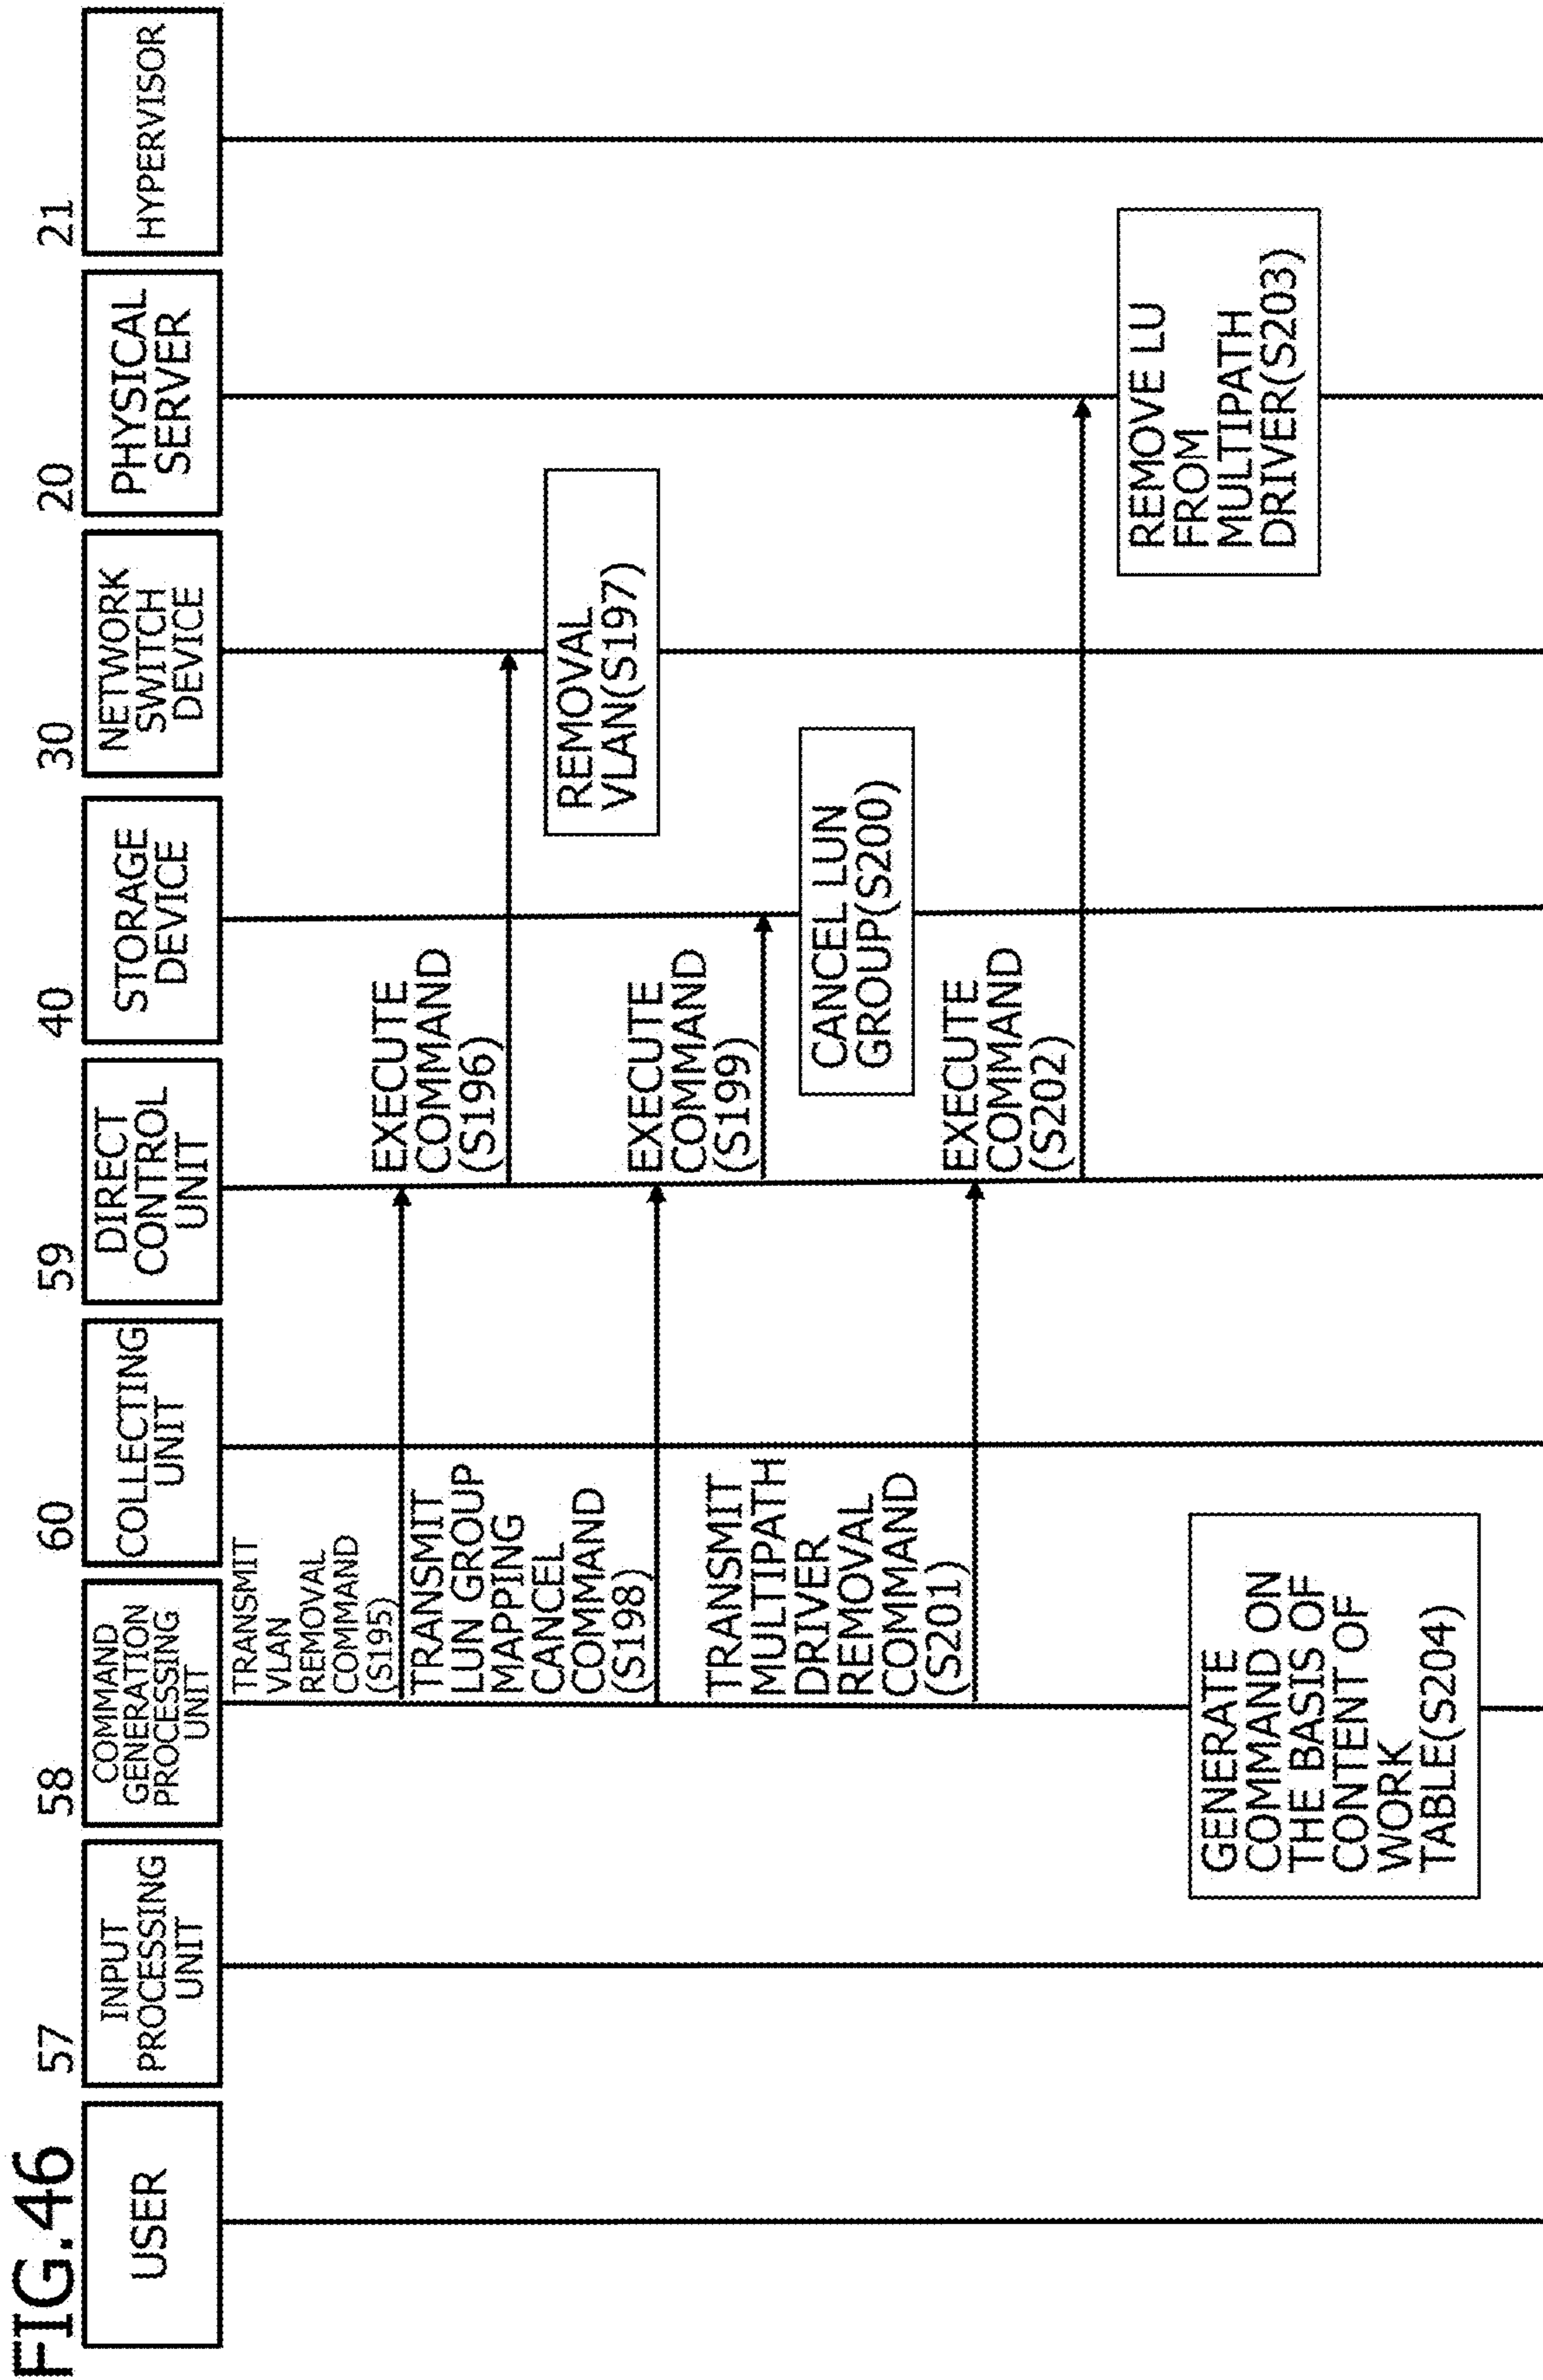 FIG.46
USER
57
INPUT
PROCESSING
UNIT
58
COMMAND
GENERATION
PROCESSING
UNIT
60
COLLECTING
UNIT
59
DIRECT
CONTROL
UNIT
40
STORAGE
DEVICE
30
NETWORK
SWITCH
DEVICE
20
PHYSICAL
SERVER
21
HYPERVISOR
TRANSMIT
VLAN
REMOVAL
COMMAND
(S195)
EXECUTE
COMMAND
(S196)
REMOVAL
VLAN(S197)
TRANSMIT
LUN GROUP
MAPPING
CANCEL
COMMAND
(S198)
EXECUTE
COMMAND
(S199)
CANCEL LUN
GROUP(S200)
TRANSMIT
MULTIPATH
DRIVER
REMOVAL
COMMAND
(S201)
EXECUTE
COMMAND
(S202)
REMOVE LU
FROM
MULTIPATH
DRIVER(S203)
GENERATE
COMMAND ON
THE BASIS OF
CONTENT OF
WORK
TABLE(S204)